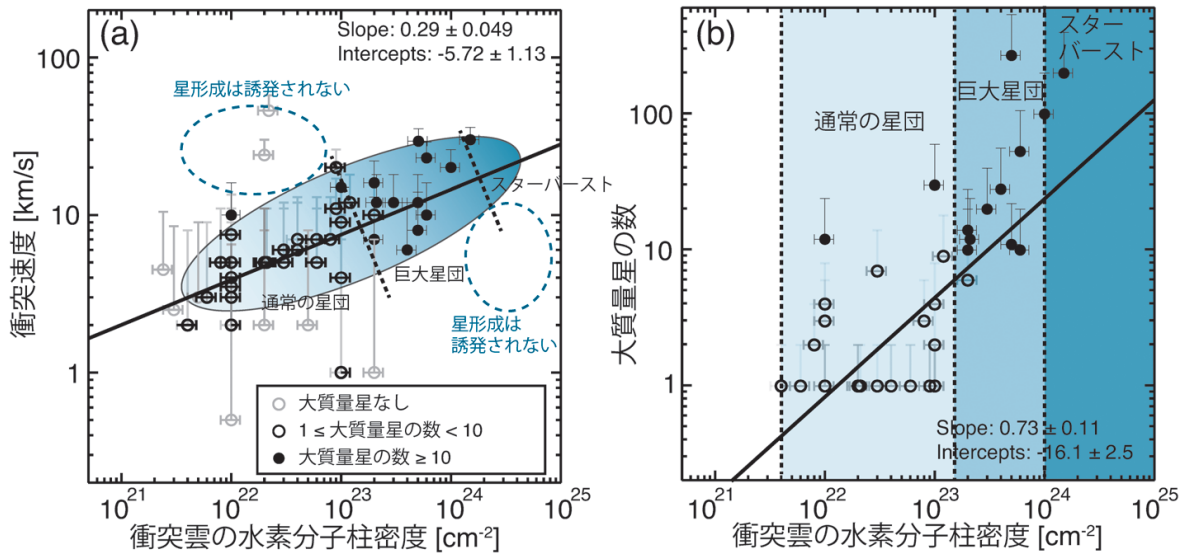 (a)
Slope: 0.29 ± 0.049
Intercepts: -5.72 ± 1.13
星形成は誘発されない
スターバースト
巨大星団
通常の星団
星形成は
誘発されない
大質量星なし
1 ≤ 大質量星の数 < 10
大質量星の数 ≥ 10
衝突速度 [km/s]
100
10
1
10²¹ 10²² 10²³ 10²⁴ 10²⁵
衝突雲の水素分子柱密度 [cm⁻²]
(b)
スター
バースト
巨大星団
通常の星団
Slope: 0.73 ± 0.11
Intercepts: -16.1 ± 2.5
大質量星の数
100
10
1
10²¹ 10²² 10²³ 10²⁴ 10²⁵
衝突雲の水素分子柱密度 [cm⁻²]